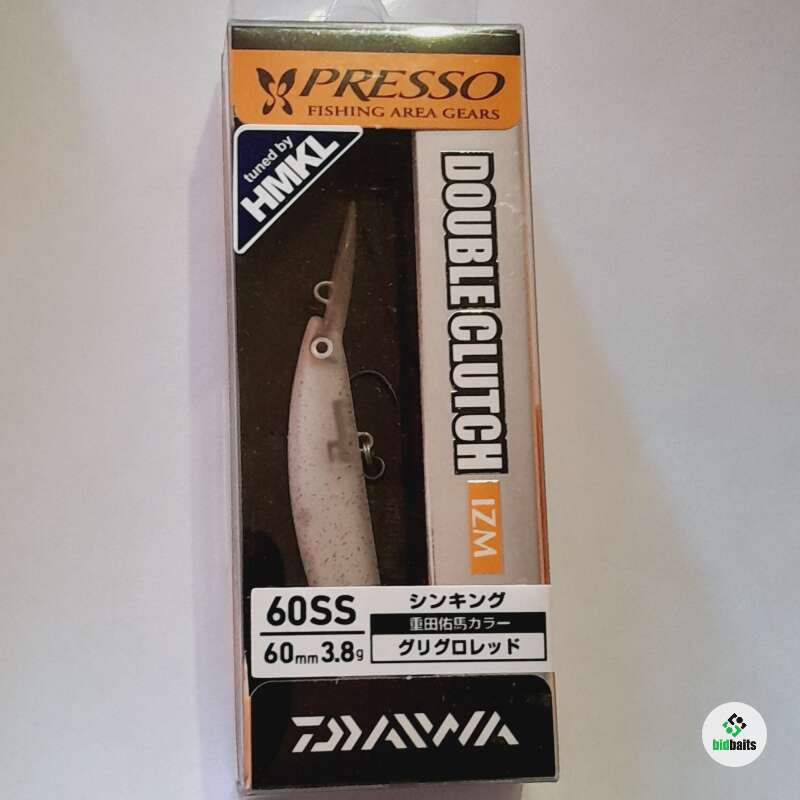 PRESSO
FISHING AREA GEARS
tuned by
HMKL
DOUBLE CLUTCH
IZM
60SS
60mm 3.8g
シンキング
重田佑馬カラー
グリグロレッド
DAIWA
bidbaits